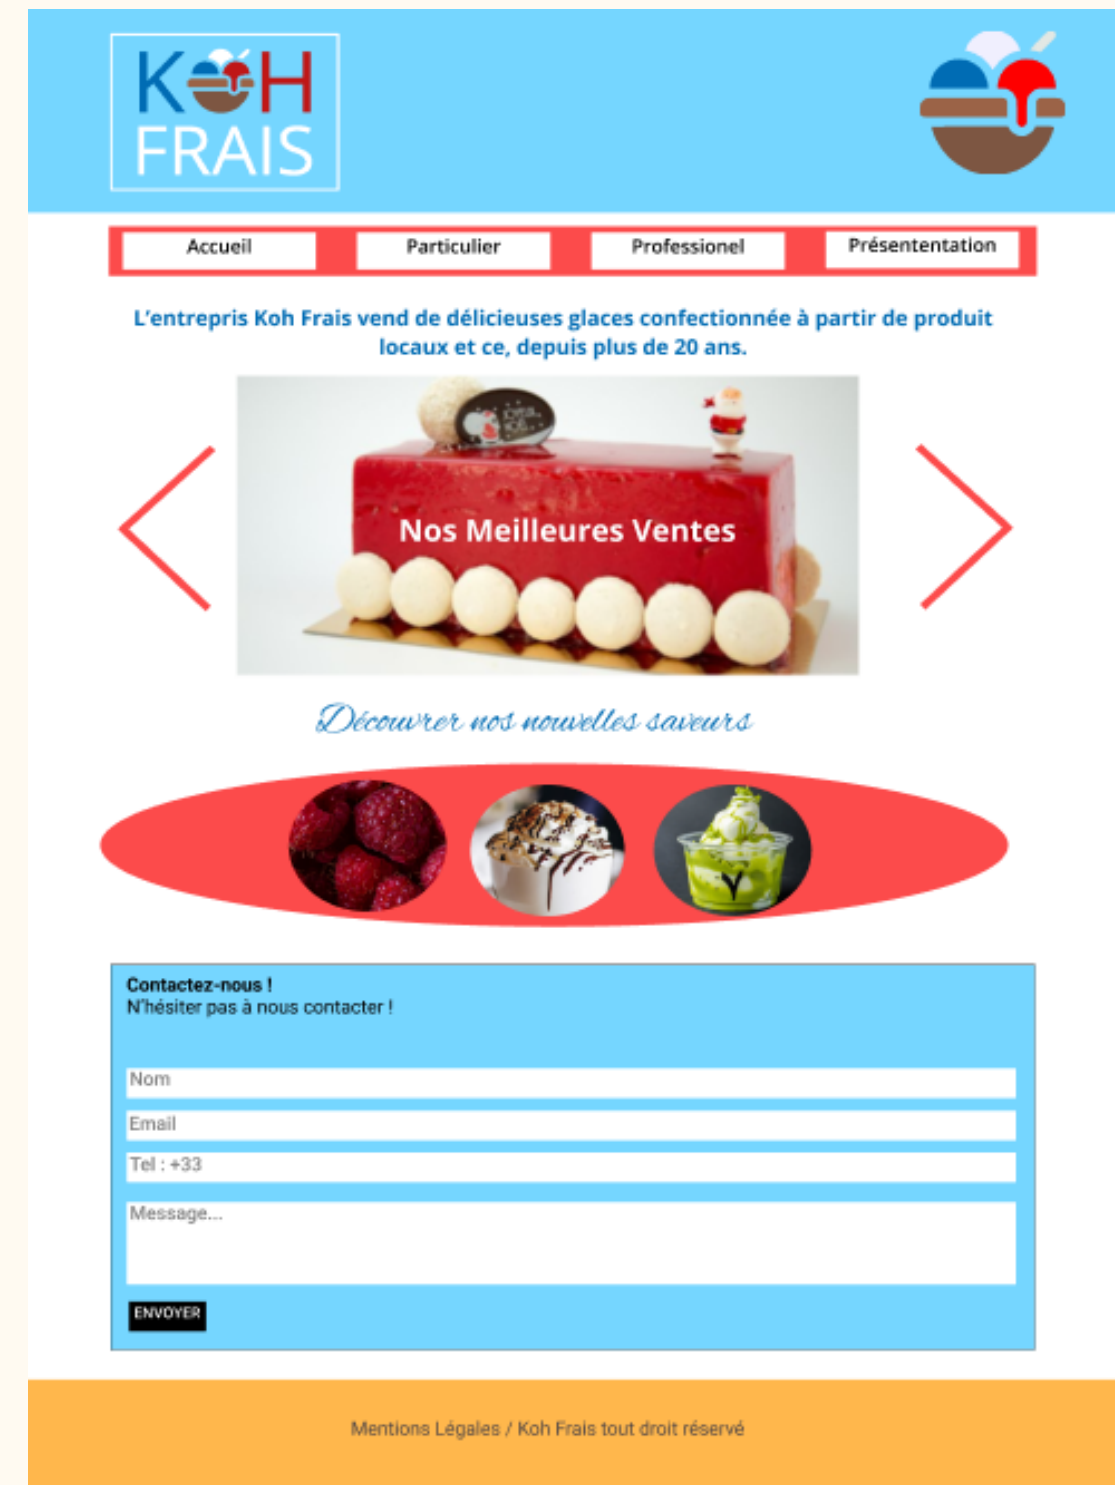 KOH
FRAIS
Accueil
Particulier
Professionel
Présententation
L’entrepris Koh Frais vend de délicieuses glaces confectionnée à partir de produit
locaux et ce, depuis plus de 20 ans.
JOYEUX
NOËL
Nos Meilleures Ventes
Découvrer nos nouvelles saveurs
Contactez-nous !
N’hésiter pas à nous contacter !
Nom
Email
Tel : +33
Message...
ENVOYER
Mentions Légales / Koh Frais tout droit réservé